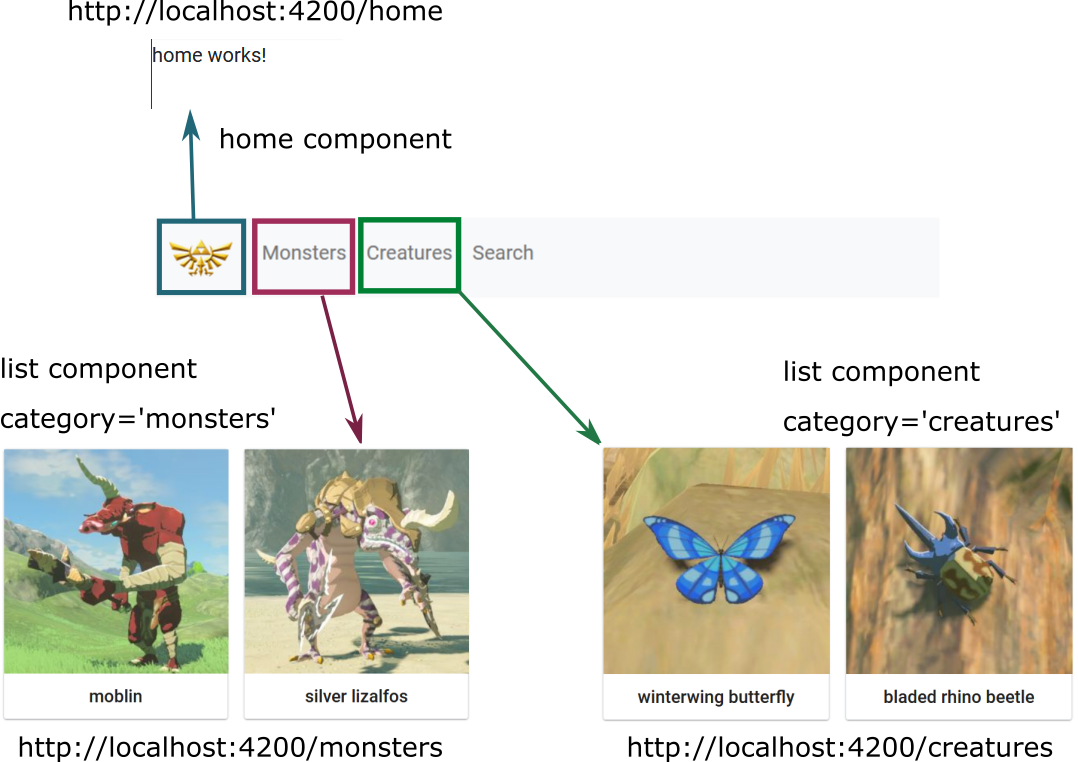 http://localhost:4200/home
home works!
home component
Monsters Creatures Search
list component
category='monsters'
moblin
silver lizalfos
http://localhost:4200/monsters
list component
category='creatures'
winterwing butterfly
bladed rhino beetle
http://localhost:4200/creatures